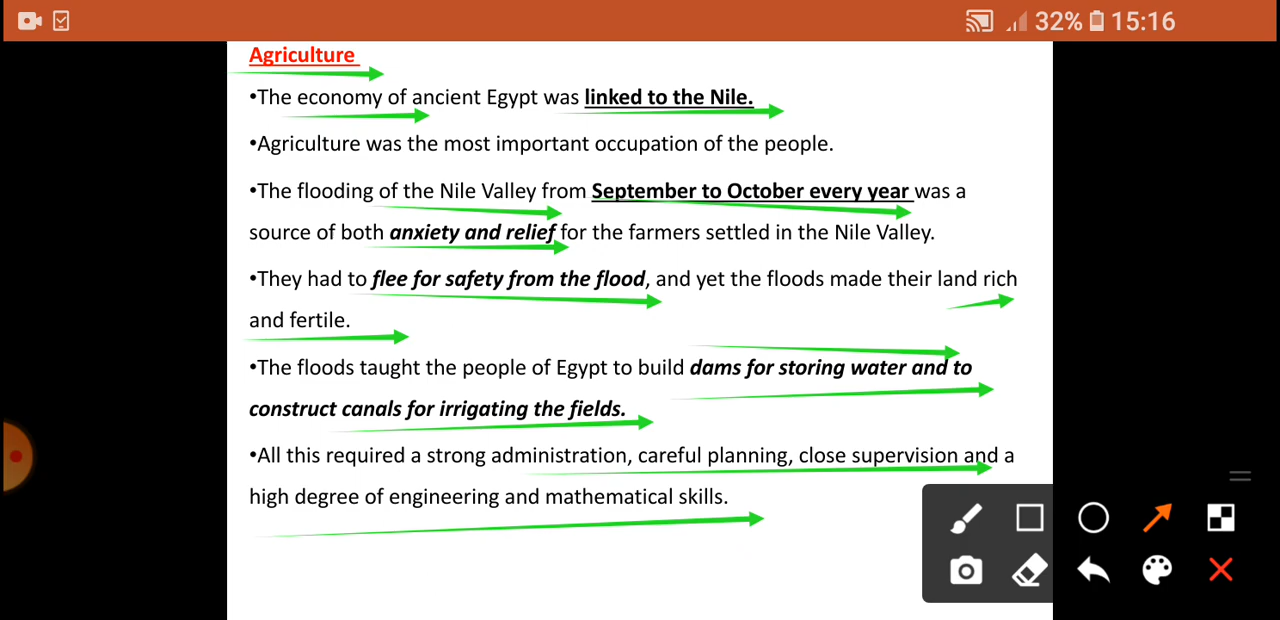 32% 15:16
Agriculture
•The economy of ancient Egypt was linked to the Nile.
•Agriculture was the most important occupation of the people.
•The flooding of the Nile Valley from September to October every year was a
source of both anxiety and relief for the farmers settled in the Nile Valley.
•They had to flee for safety from the flood, and yet the floods made their land rich
and fertile.
•The floods taught the people of Egypt to build dams for storing water and to
construct canals for irrigating the fields.
•All this required a strong administration, careful planning, close supervision and a
high degree of engineering and mathematical skills.